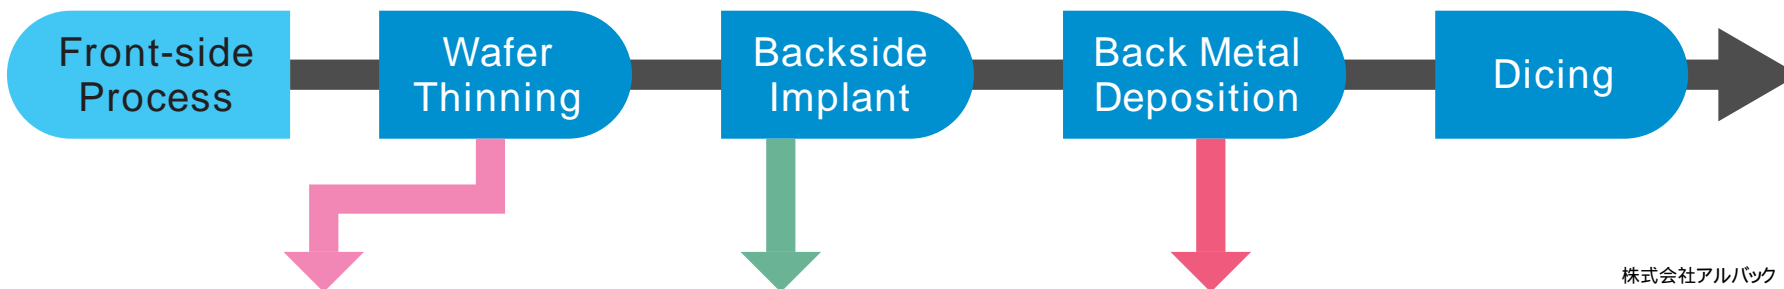 Front-side
Process
Wafer
Thinning
Backside
Implant
Back Metal
Deposition
Dicing
株式会社アルバック